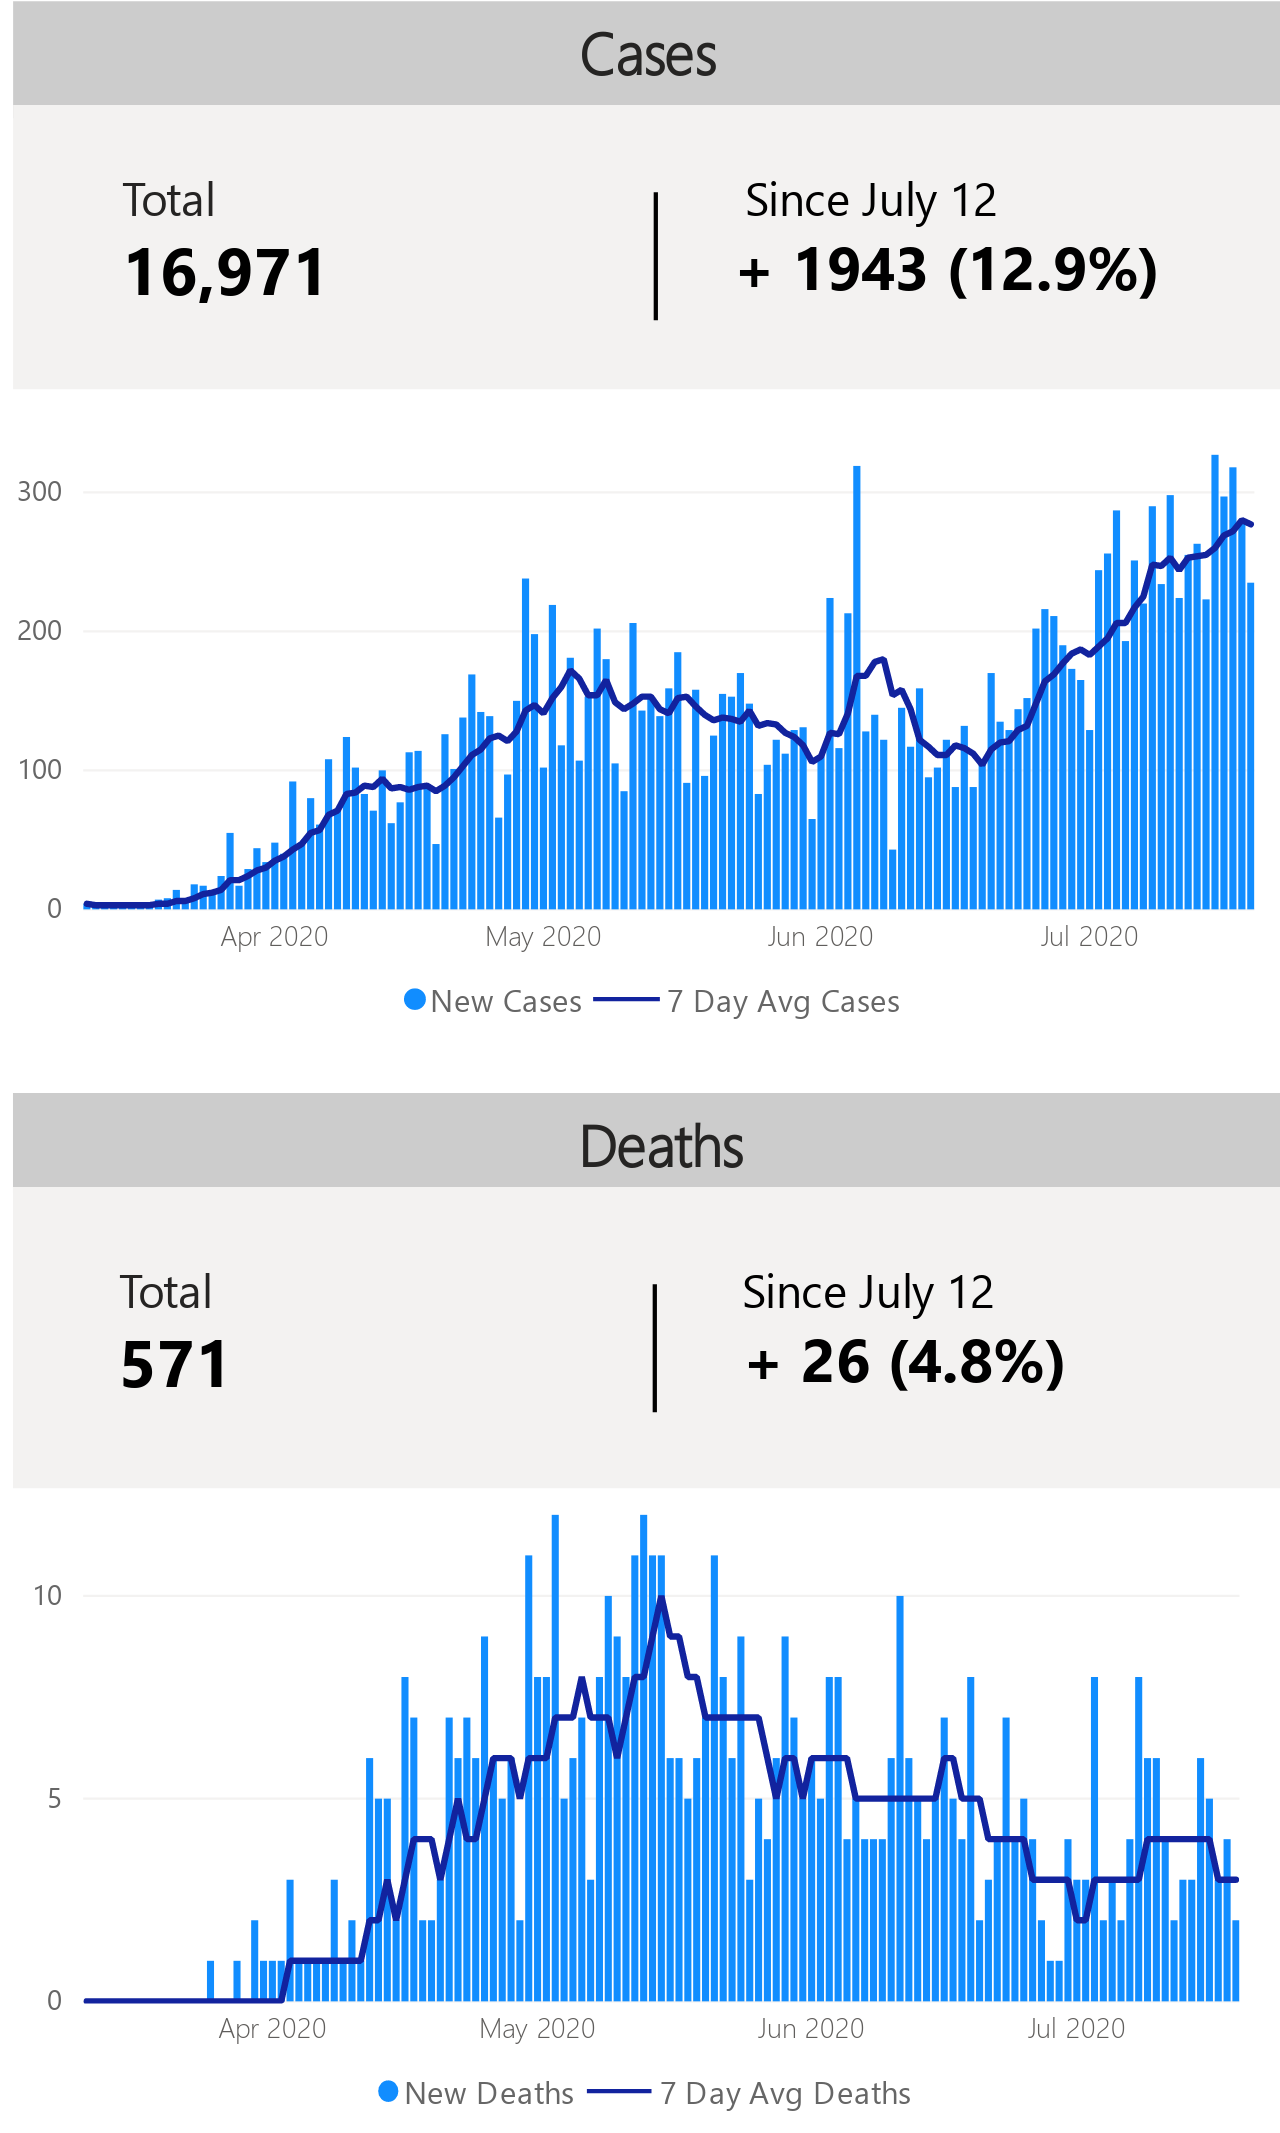 Cases
Total
Since July 12
16,971
+ 1943 (12.9%)
300
200
100
0
Apr 2020
May 2020
Jun 2020
Jul 2020
New Cases
7 Day Avg Cases
Deaths
Total
Since July 12
571
+ 26 (4.8%)
10
5
0
Apr 2020
May 2020
Jun 2020
Jul 2020
New Deaths
7 Day Avg Deaths